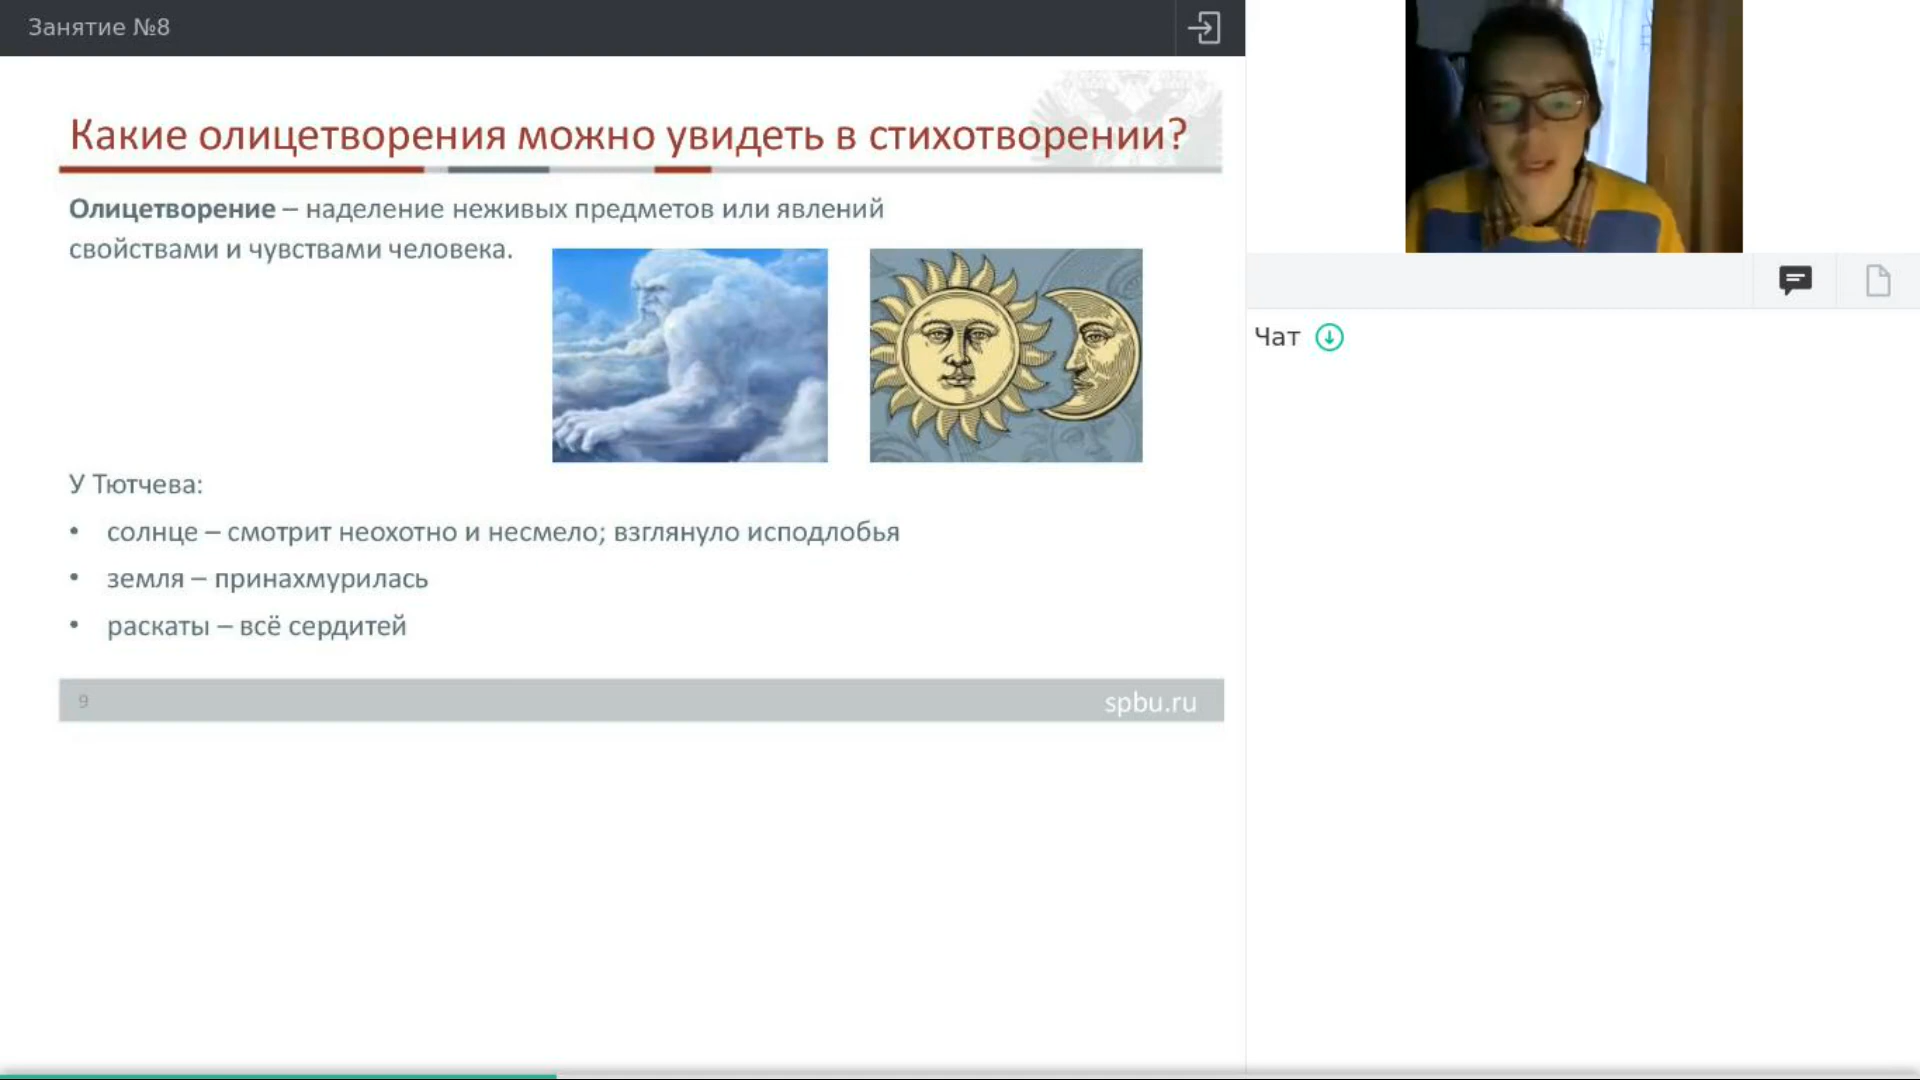 Занятие №8
Какие олицетворения можно увидеть в стихотворении?
Олицетворение – наделение неживых предметов или явлений
свойствами и чувствами человека.
У Тютчева:
• солнце – смотрит неохотно и несмело; взглянуло исподлобья
• земля – принахмурилась
• раскаты – всё сердитей
9
spbu.ru
Чат